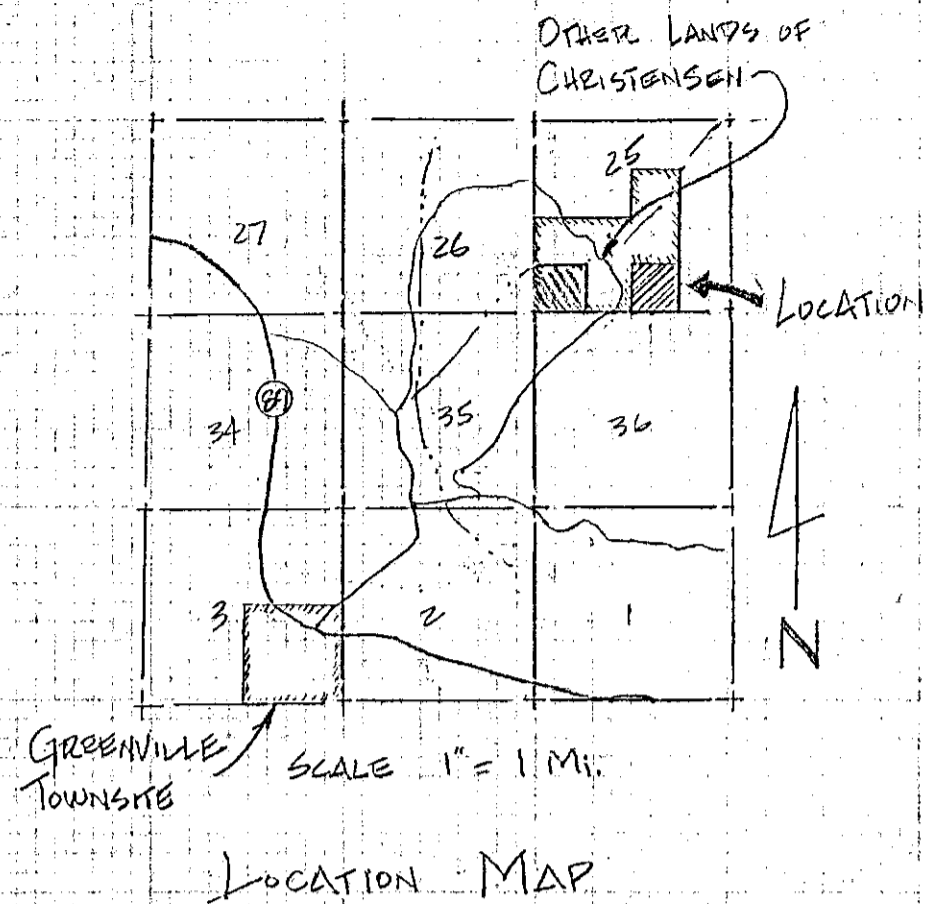 OTHER LANDS OF
CHRISTENSEN
25
27
26
LOCATION
34
35
36
3
2
1
N
GREENVILLE
TOWNSITE
SCALE 1" = 1 MI.
LOCATION MAP